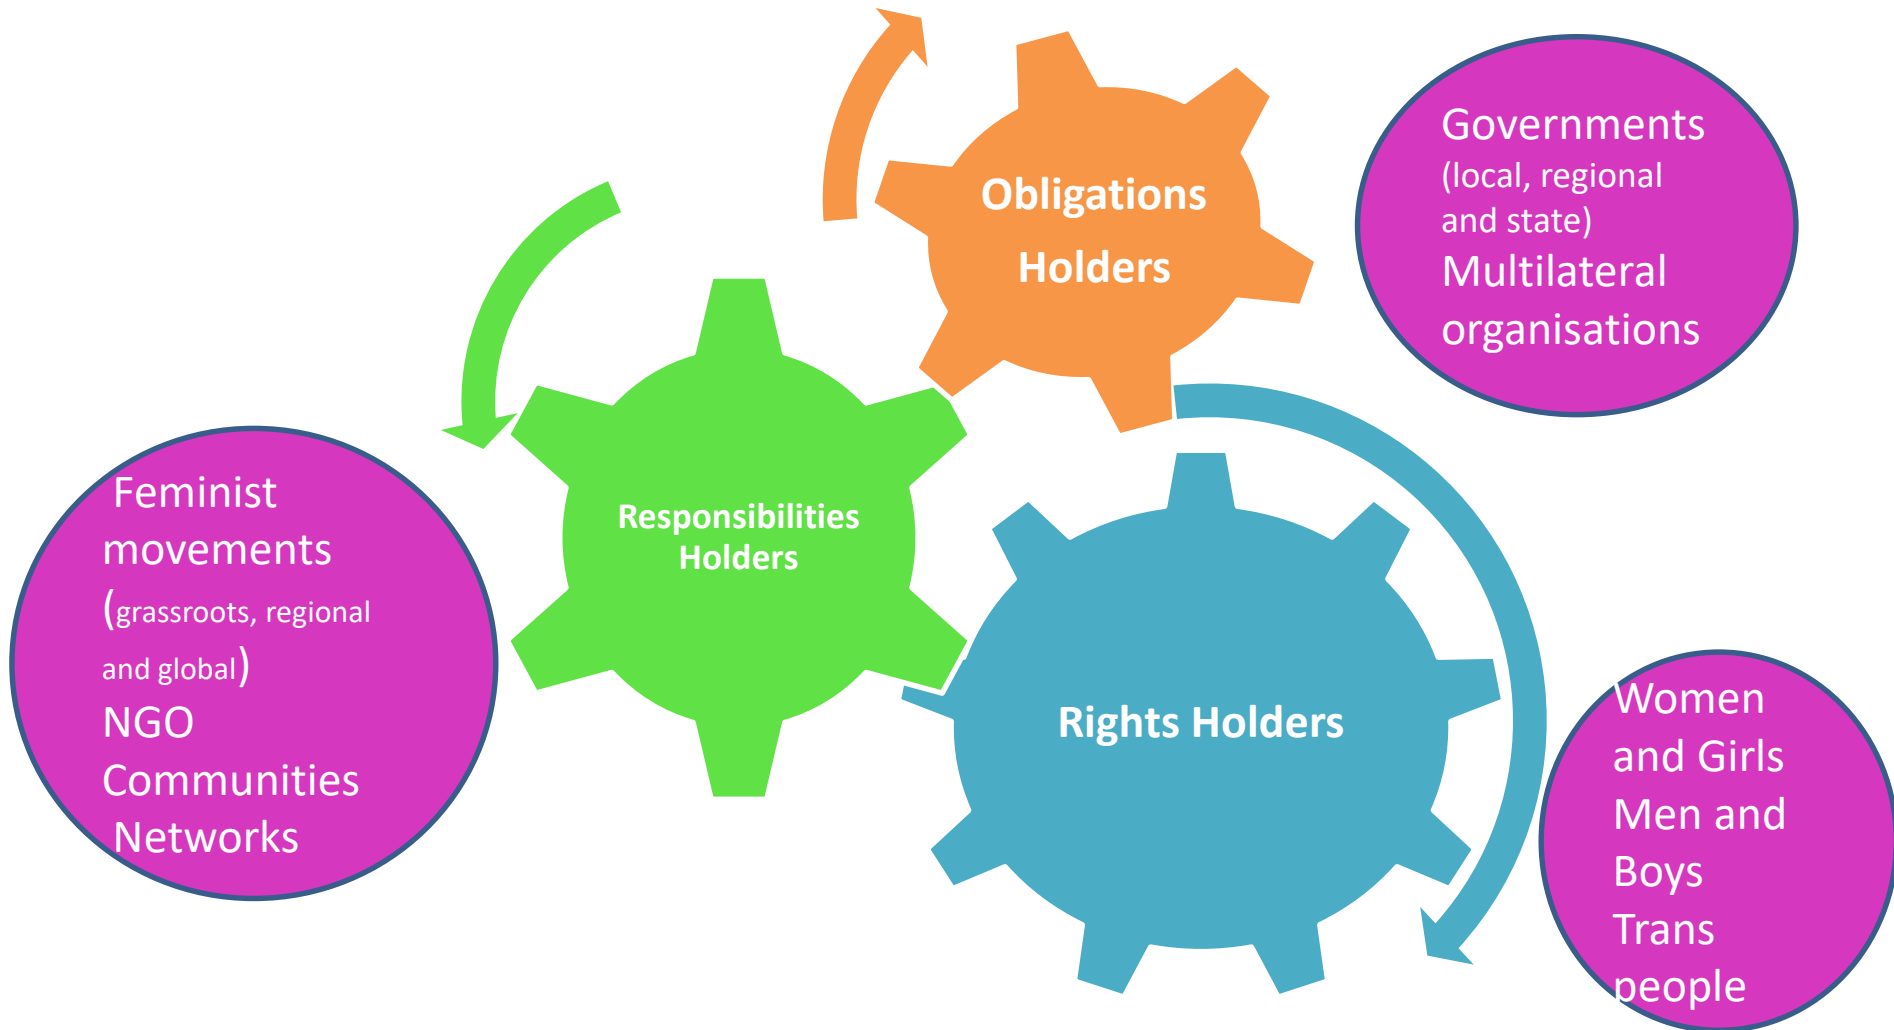 Obligations
Holders
Governments
(local, regional
and state)
Multilateral
organisations
Responsibilities
Holders
Feminist
movements
(grassroots, regional
and global)
NGO
Communities
Networks
Rights Holders
Women
and Girls
Men and
Boys
Trans
people